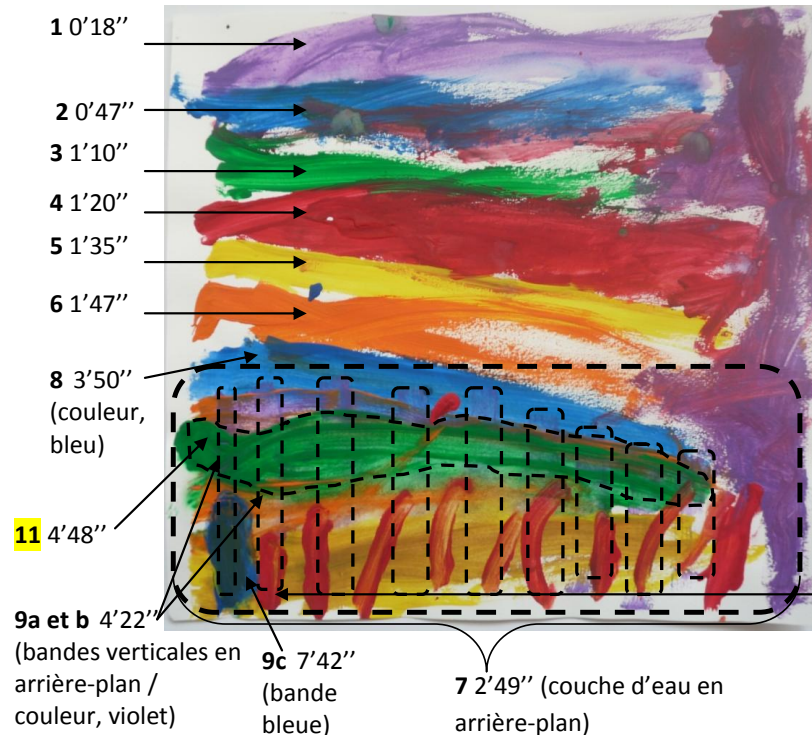 1 0’18’’
2 0’47’’
3 1’10’’
4 1’20’’
5 1’35’’
6 1’47’’
8 3’50’’
(couleur,
bleu)
11 4’48’’
9a et b 4’22’’
(bandes verticales en
arrière-plan /
couleur, violet)
9c 7’42’’
(bande
bleue)
7 2’49’’ (couche d’eau en
arrière-plan)